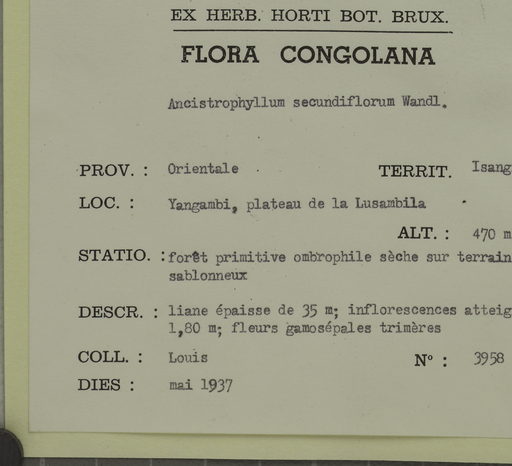 EX HERB. HORTI BOT. BRUX.
FLORA CONGOLANA
Ancistrophyllum secundiflorum Wandl.
PROV. : Orientale TERRIT. Isang
LOC. : Yangambi, plateau de la Lusambila
ALT. : 470 m
STATIO. : forêt primitive ombrophile sèche sur terrain
sablonneux
DESCR. : liane épaisse de 35 m; inflorescences atteig
1,80 m; fleurs gamosépales trimères
COLL. : Louis Nº : 3958
DIES : mai 1937